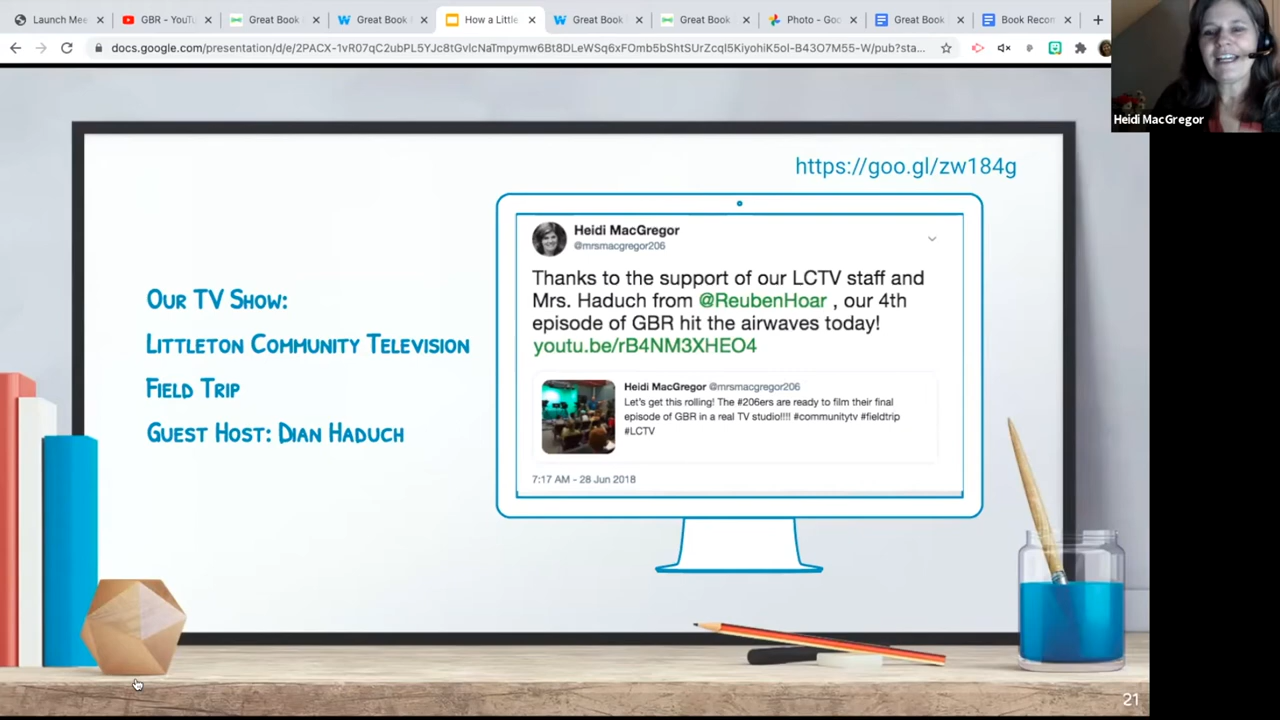 Launch Mee
GBR - YouTu
Great Book
Great Book
How a Little
Great Book
Great Book
Photo - Goo
Great Book
Book Recom
docs.google.com/presentation/d/e/2PACX-1vR07qC2ubPL5YJc8tGvlcNaTmpymw6Bt8DLeWSq6xFOmb5bShtSUrZcqI5KiyohiK5oI-B43O7M55-W/pub?sta...
Heidi MacGregor
https://goo.gl/zw184g
Heidi MacGregor
@mrsmacgregor206
Thanks to the support of our LCTV staff and
Mrs. Haduch from @ReubenHoar , our 4th
episode of GBR hit the airwaves today!
youtu.be/rB4NM3XHEO4
Heidi MacGregor @mrsmacgregor206
Let's get this rolling! The #206ers are ready to film their final
episode of GBR in a real TV studio!!!! #communitytv #fieldtrip
#LCTV
7:17 AM - 28 Jun 2018
Our TV Show:
Littleton Community Television
Field Trip
Guest Host: Dian Haduch
21